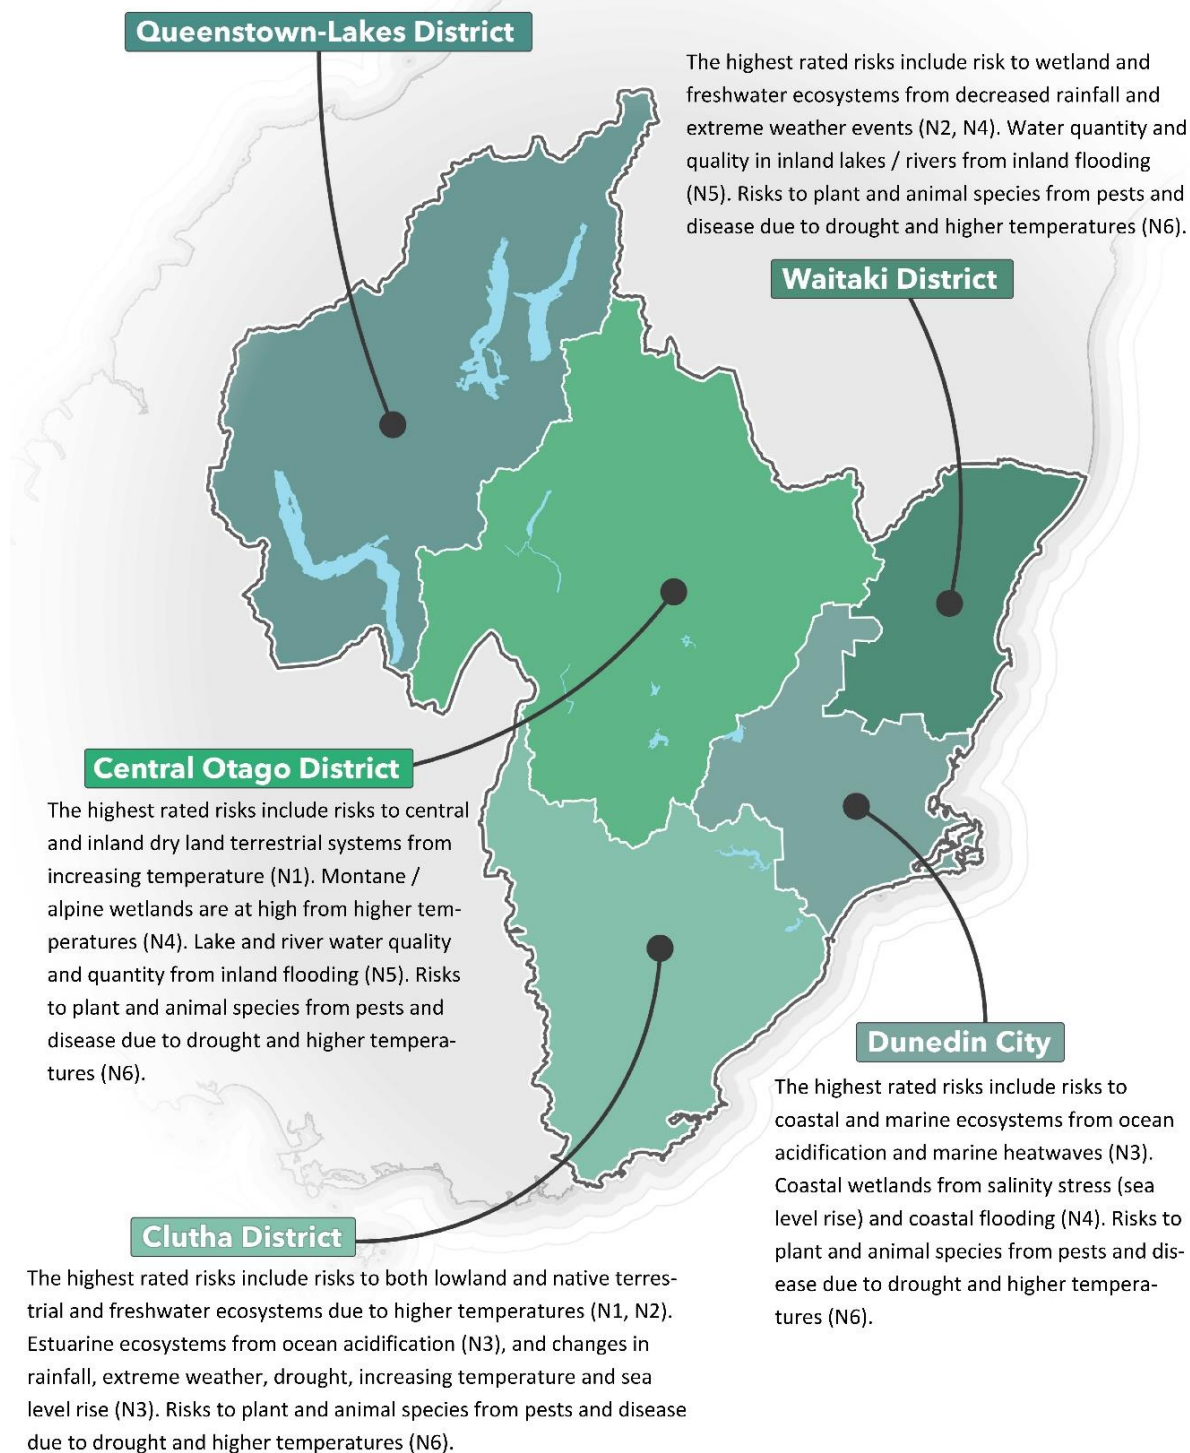 Queenstown-Lakes District
The highest rated risks include risk to wetland and
freshwater ecosystems from decreased rainfall and
extreme weather events (N2, N4). Water quantity and
quality in inland lakes / rivers from inland flooding
(N5). Risks to plant and animal species from pests and
disease due to drought and higher temperatures (N6).
Waitaki District
Central Otago District
The highest rated risks include risks to central
and inland dry land terrestrial systems from
increasing temperature (N1). Montane /
alpine wetlands are at high from higher tem-
peratures (N4). Lake and river water quality
and quantity from inland flooding (N5). Risks
to plant and animal species from pests and
disease due to drought and higher tempera-
tures (N6).
Dunedin City
The highest rated risks include risks to
coastal and marine ecosystems from ocean
acidification and marine heatwaves (N3).
Coastal wetlands from salinity stress (sea
level rise) and coastal flooding (N4). Risks to
plant and animal species from pests and dis-
ease due to drought and higher tempera-
tures (N6).
Clutha District
The highest rated risks include risks to both lowland and native terres-
trial and freshwater ecosystems due to higher temperatures (N1, N2).
Estuarine ecosystems from ocean acidification (N3), and changes in
rainfall, extreme weather, drought, increasing temperature and sea
level rise (N3). Risks to plant and animal species from pests and disease
due to drought and higher temperatures (N6).